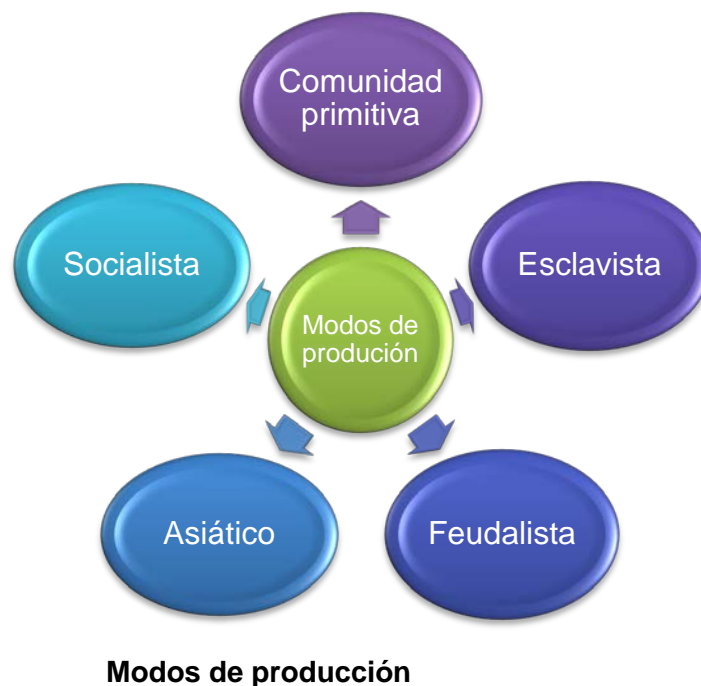 Comunidad
primitiva
Socialista
Esclavista
Modos de
produción
Asiático
Feudalista
Modos de producción